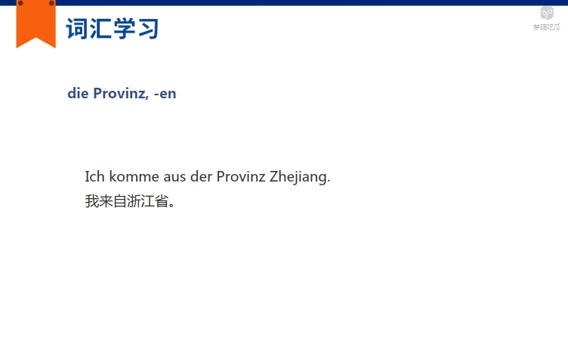 词汇学习
die Provinz, -en
Ich komme aus der Provinz Zhejiang.
我来自浙江省。